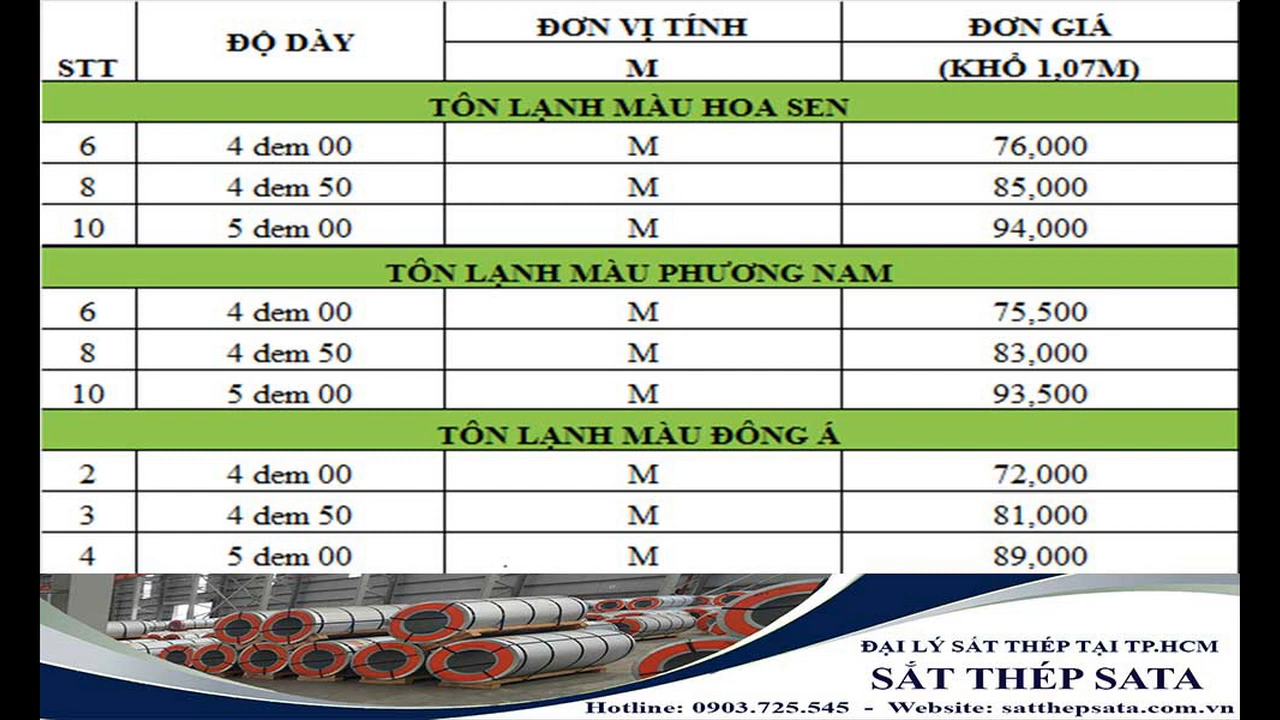 STT ĐỘ DÀY ĐƠN VỊ TÍNH ĐƠN GIÁ
M (KHỔ 1,07M)
TÔN LẠNH MÀU HOA SEN
6 4 dem 00 M 76,000
8 4 dem 50 M 85,000
10 5 dem 00 M 94,000
TÔN LẠNH MÀU PHƯƠNG NAM
6 4 dem 00 M 75,500
8 4 dem 50 M 83,000
10 5 dem 00 M 93,500
TÔN LẠNH MÀU ĐÔNG Á
2 4 dem 00 M 72,000
3 4 dem 50 M 81,000
4 5 dem 00 M 89,000
ĐẠI LÝ SẮT THÉP TẠI TP.HCM
SẮT THÉP SATA
Hotline: 0903.725.545 - Website: satthepsata.com.vn